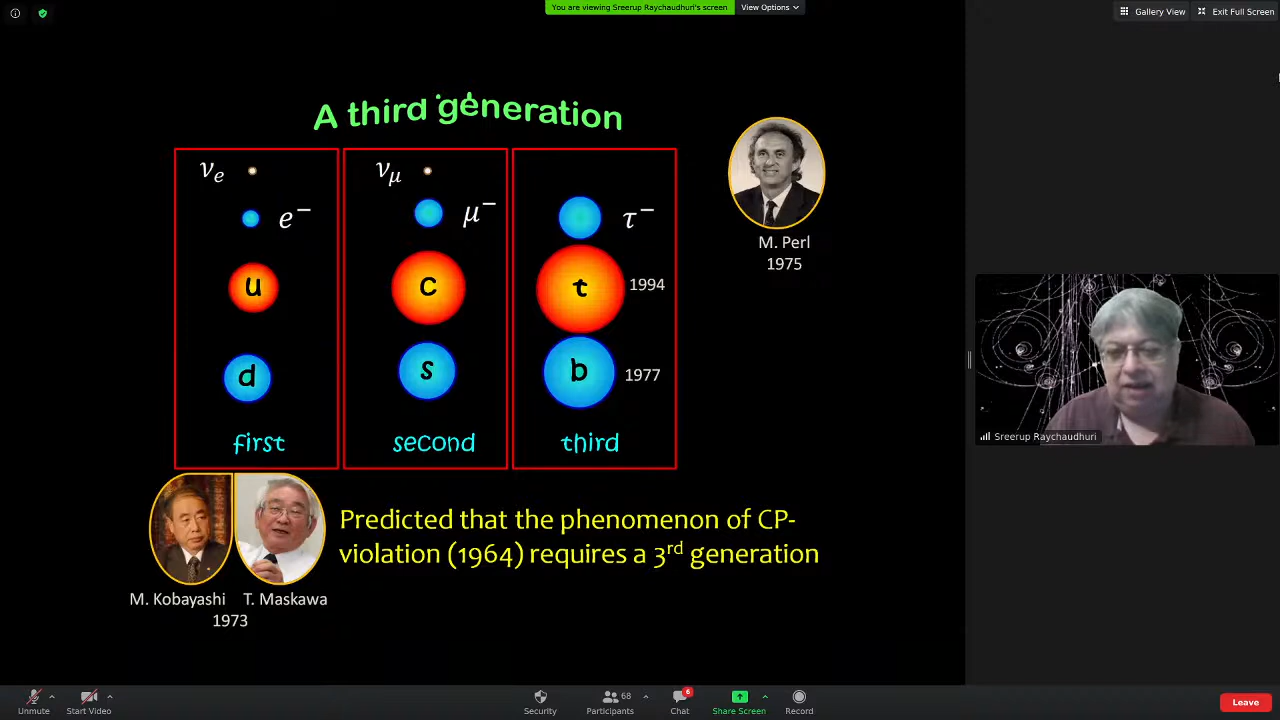 You are viewing Sreerup Raychaudhuri's screen
View Options
Gallery View
Exit Full Screen
A third generation
νe
e−
u
d
first
νμ
μ−
c
s
second
τ−
t
1994
b
1977
third
M. Perl
1975
Sreerup Raychaudhuri
M. Kobayashi
T. Maskawa
1973
Predicted that the phenomenon of CP-
violation (1964) requires a 3rd generation
Unmute
Start Video
Security
68
Participants
6
Chat
Share Screen
Record
Leave